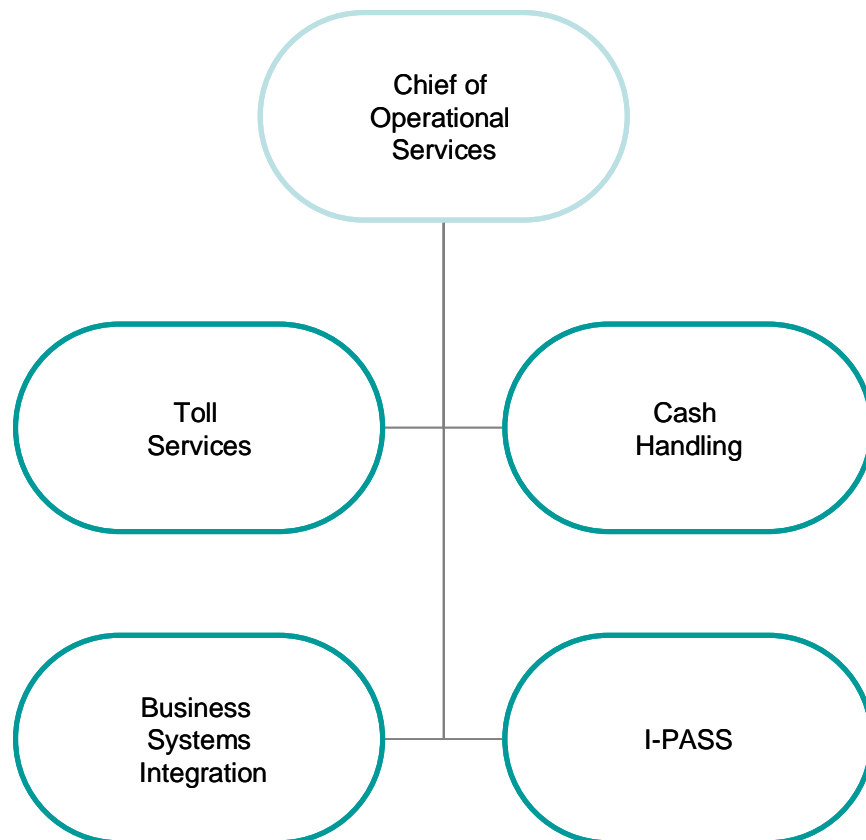 Chief of
Operational
Services
Toll
Services
Cash
Handling
Business
Systems
Integration
I-PASS